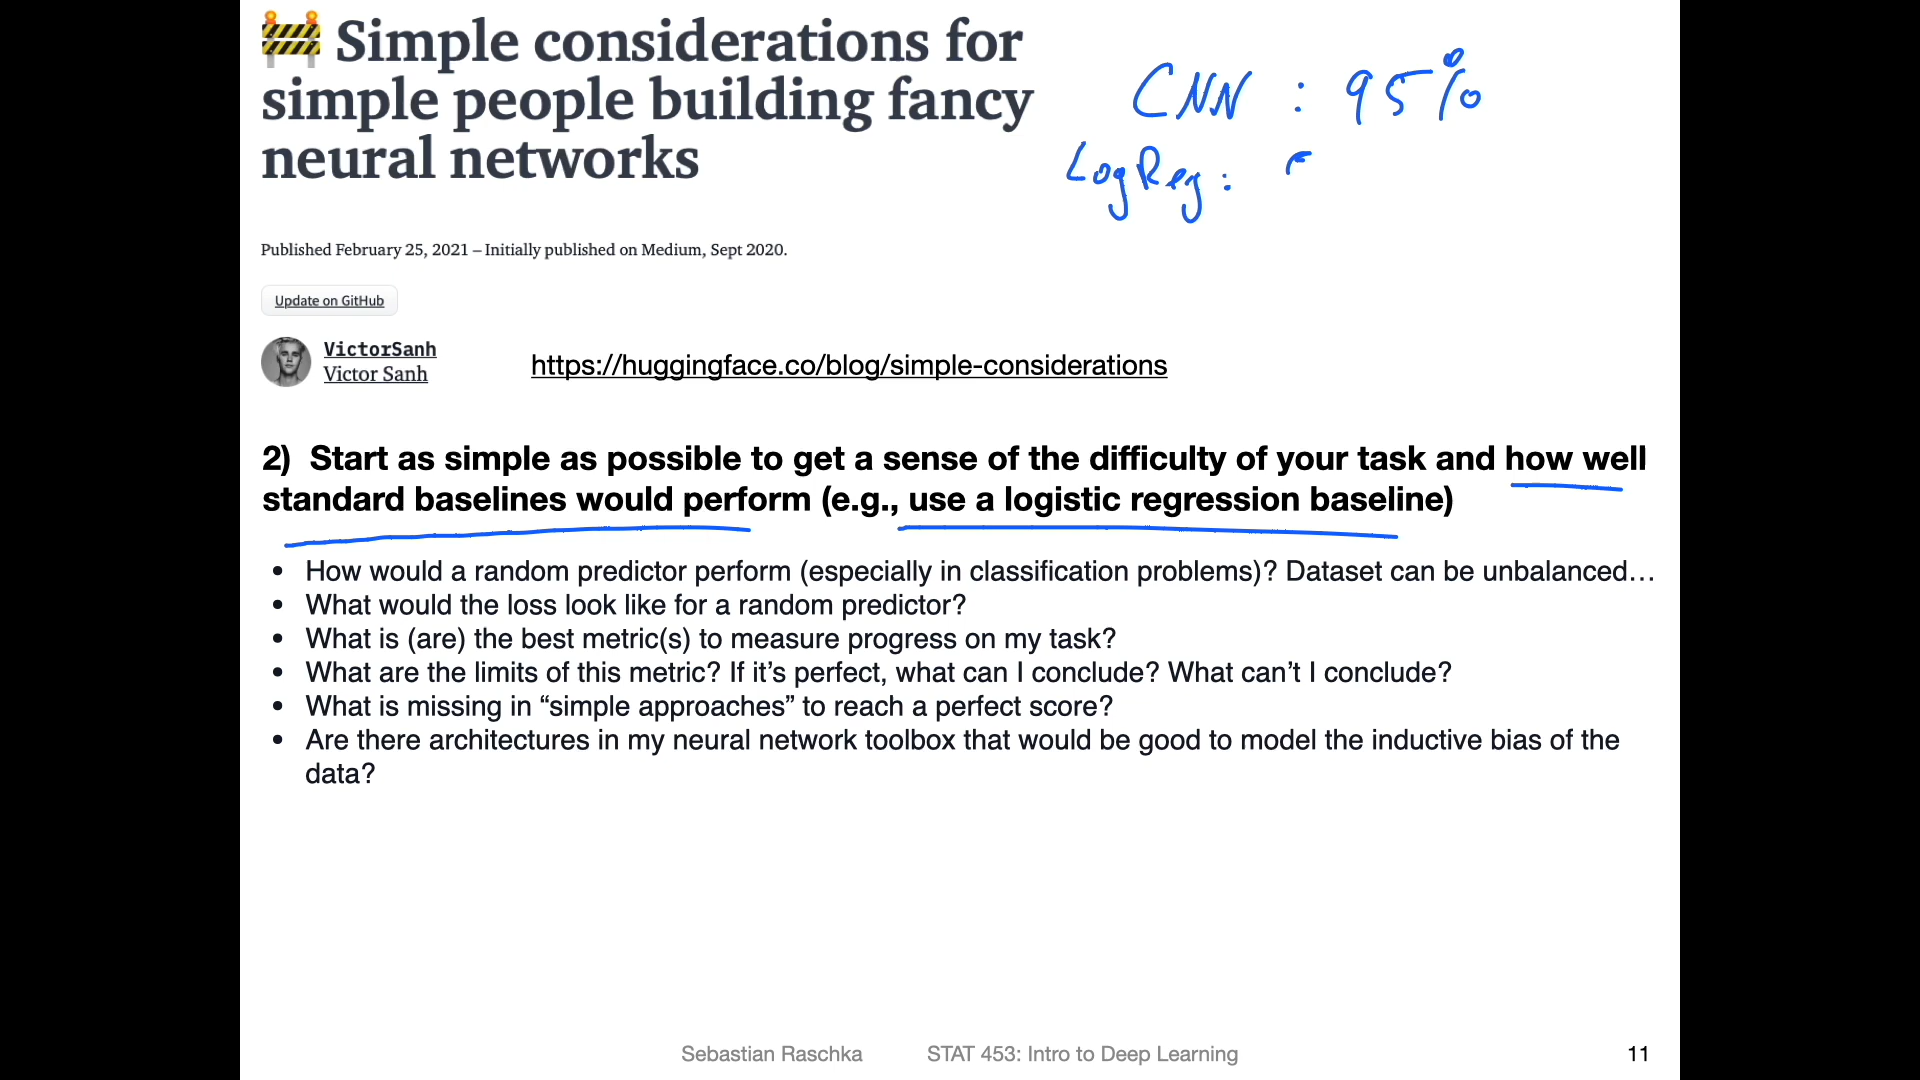 Simple considerations for
simple people building fancy
neural networks
CNN : 95%
LogReg:
Published February 25, 2021 – Initially published on Medium, Sept 2020.
Update on GitHub
VictorSanh
Victor Sanh
https://huggingface.co/blog/simple-considerations
2) Start as simple as possible to get a sense of the difficulty of your task and how well
standard baselines would perform (e.g., use a logistic regression baseline)
• How would a random predictor perform (especially in classification problems)? Dataset can be unbalanced…
• What would the loss look like for a random predictor?
• What is (are) the best metric(s) to measure progress on my task?
• What are the limits of this metric? If it’s perfect, what can I conclude? What can’t I conclude?
• What is missing in “simple approaches” to reach a perfect score?
• Are there architectures in my neural network toolbox that would be good to model the inductive bias of the
data?
Sebastian Raschka STAT 453: Intro to Deep Learning 11